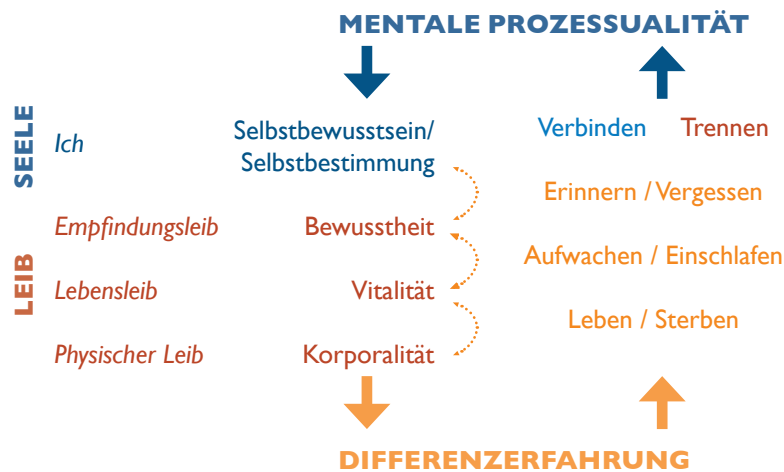 MENTALE PROZESSUALITÄT
SEELE
Ich
Selbstbewusstsein/
Selbstbestimmung
Verbinden Trennen
Erinnern / Vergessen
LEIB
Empfindungsleib
Bewusstheit
Aufwachen / Einschlafen
Lebensleib
Vitalität
Leben / Sterben
Physischer Leib
Korporalität
DIFFERENZERFAHRUNG